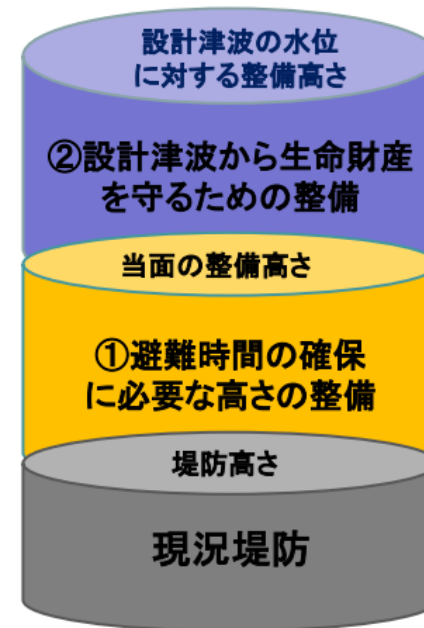 設計津波の水位
に対する整備高さ
②設計津波から生命財産
を守るための整備
当面の整備高さ
①避難時間の確保
に必要な高さの整備
堤防高さ
現況堤防